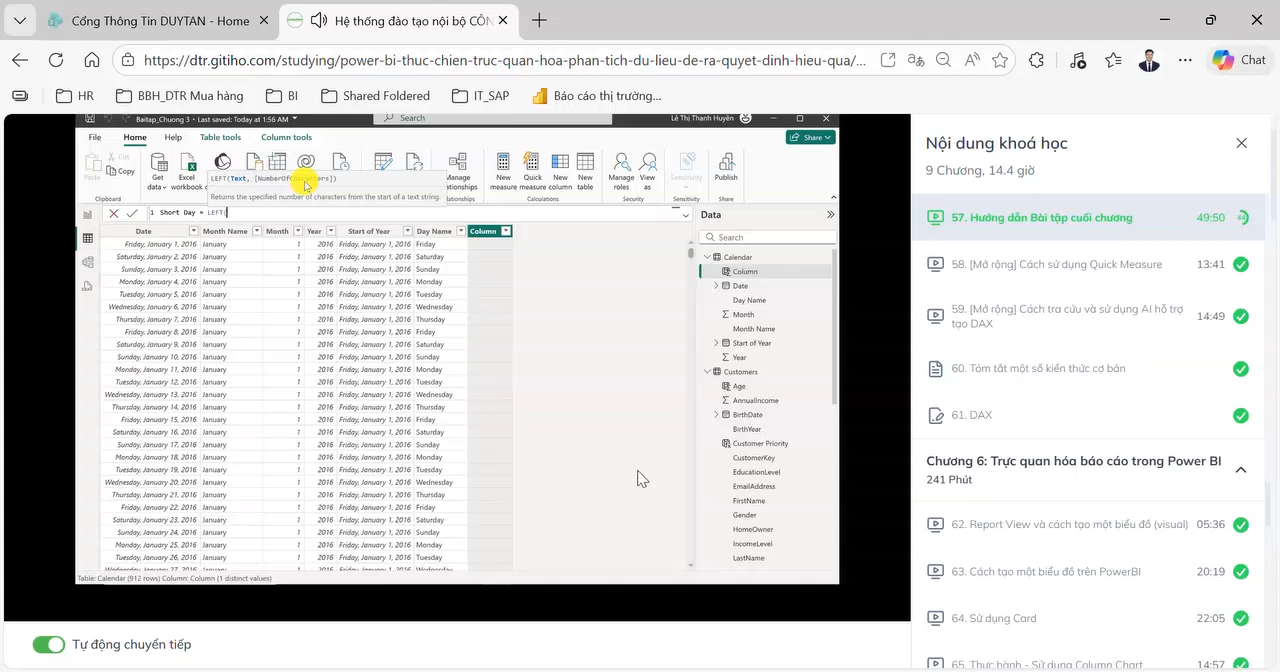 Cổng Thông Tin DUYTAN - Home
Hệ thống đào tạo nội bộ CÔN
https://dtr.gitiho.com/studying/power-bi-thuc-chien-truc-quan-hoa-phan-tich-du-lieu-de-ra-quyet-dinh-hieu-qua/...
Chat
HR
BBH_DTR Mua hàng
BI
Shared Foldered
IT_SAP
Báo cáo thị trường...
Baitap_Chuong 3 • Last saved: Today at 1:56 AM
Search
Lê Thị Thanh Huyền
File
Home
Help
Table tools
Column tools
Share
Paste
Cut
Copy
Get data
Excel workbook
Manage
New measure
Quick measure
New column
New table
Manage roles
View as
Sensitivity
Publish
LEFT(Text, [NumberOfCharacters])
Returns the specified number of characters from the start of a text string.
Clipboard
Calculations
Security
Sensitivity
Share
1 Short Day = LEFT(
Date Month Name Month Year Start of Year Day Name Column
Friday, January 1, 2016 January 1 2016 Friday, January 1, 2016 Friday
Saturday, January 2, 2016 January 1 2016 Friday, January 1, 2016 Saturday
Sunday, January 3, 2016 January 1 2016 Friday, January 1, 2016 Sunday
Monday, January 4, 2016 January 1 2016 Friday, January 1, 2016 Monday
Tuesday, January 5, 2016 January 1 2016 Friday, January 1, 2016 Tuesday
Wednesday, January 6, 2016 January 1 2016 Friday, January 1, 2016 Wednesday
Thursday, January 7, 2016 January 1 2016 Friday, January 1, 2016 Thursday
Friday, January 8, 2016 January 1 2016 Friday, January 1, 2016 Friday
Saturday, January 9, 2016 January 1 2016 Friday, January 1, 2016 Saturday
Sunday, January 10, 2016 January 1 2016 Friday, January 1, 2016 Sunday
Monday, January 11, 2016 January 1 2016 Friday, January 1, 2016 Monday
Tuesday, January 12, 2016 January 1 2016 Friday, January 1, 2016 Tuesday
Wednesday, January 13, 2016 January 1 2016 Friday, January 1, 2016 Wednesday
Thursday, January 14, 2016 January 1 2016 Friday, January 1, 2016 Thursday
Friday, January 15, 2016 January 1 2016 Friday, January 1, 2016 Friday
Saturday, January 16, 2016 January 1 2016 Friday, January 1, 2016 Saturday
Sunday, January 17, 2016 January 1 2016 Friday, January 1, 2016 Sunday
Monday, January 18, 2016 January 1 2016 Friday, January 1, 2016 Monday
Tuesday, January 19, 2016 January 1 2016 Friday, January 1, 2016 Tuesday
Wednesday, January 20, 2016 January 1 2016 Friday, January 1, 2016 Wednesday
Thursday, January 21, 2016 January 1 2016 Friday, January 1, 2016 Thursday
Friday, January 22, 2016 January 1 2016 Friday, January 1, 2016 Friday
Saturday, January 23, 2016 January 1 2016 Friday, January 1, 2016 Saturday
Sunday, January 24, 2016 January 1 2016 Friday, January 1, 2016 Sunday
Monday, January 25, 2016 January 1 2016 Friday, January 1, 2016 Monday
Tuesday, January 26, 2016 January 1 2016 Friday, January 1, 2016 Tuesday
Wednesday, January 27, 2016 January 1 2016 Friday, January 1, 2016 Wednesday
Table: Calendar (912 rows) Column: Column (1 distinct values)
Data
Search
Calendar
Column
Date
Day Name
Month
Month Name
Start of Year
Year
Customers
Age
AnnualIncome
BirthDate
BirthYear
Customer Priority
CustomerKey
EducationLevel
EmailAddress
FirstName
Gender
HomeOwner
IncomeLevel
LastName
Tự động chuyển tiếp
Nội dung khoá học
9 Chương, 14.4 giờ
57. Hướng dẫn Bài tập cuối chương 49:50 44
58. [Mở rộng] Cách sử dụng Quick Measure 13:41
59. [Mở rộng] Cách tra cứu và sử dụng AI hỗ trợ tạo DAX 14:49
60. Tóm tắt một số kiến thức cơ bản
61. DAX
Chương 6: Trực quan hóa báo cáo trong Power BI
241 Phút
62. Report View và cách tạo một biểu đồ (visual) 05:36
63. Cách tạo một biểu đồ trên PowerBI 20:19
64. Sử dụng Card 22:05
65. Thực hành - Sử dụng Column Chart 14:57